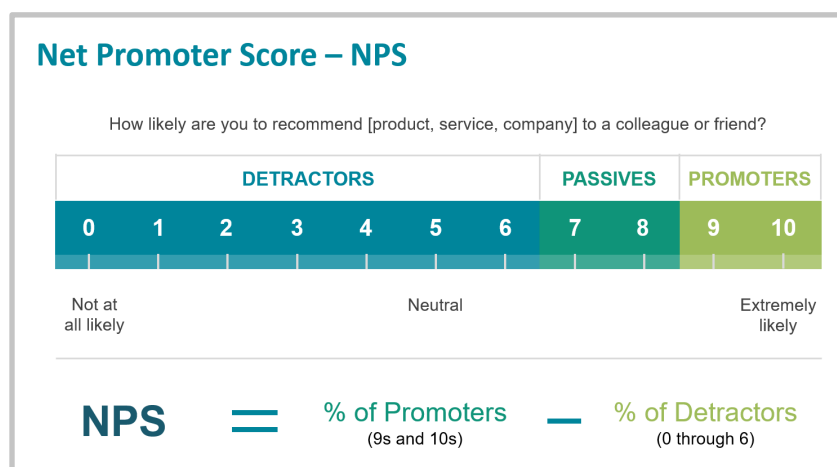 Net Promoter Score – NPS
How likely are you to recommend [product, service, company] to a colleague or friend?
DETRACTORS PASSIVES PROMOTERS
0 1 2 3 4 5 6 7 8 9 10
Not at Neutral Extremely
all likely likely
NPS = % of Promoters – % of Detractors
(9s and 10s) (0 through 6)